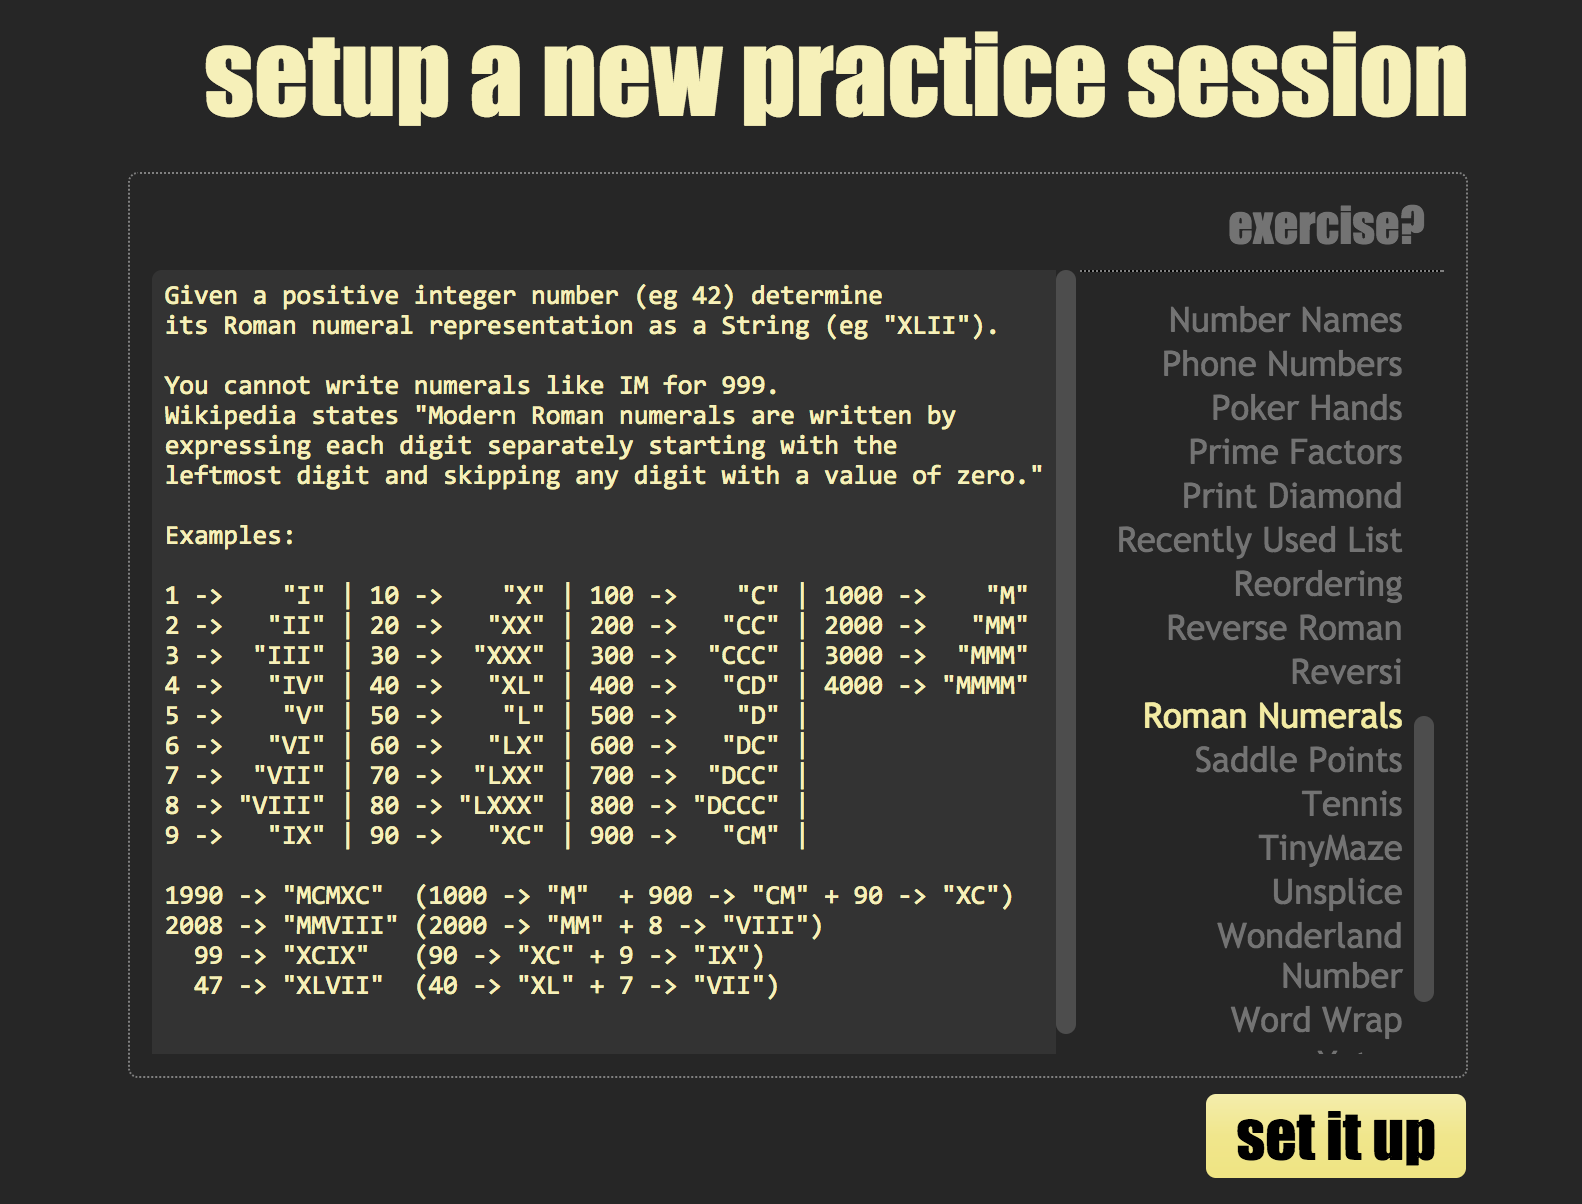 setup a new practice session
exercise?
Given a positive integer number (eg 42) determine
its Roman numeral representation as a String (eg "XLII").
You cannot write numerals like IM for 999.
Wikipedia states "Modern Roman numerals are written by
expressing each digit separately starting with the
leftmost digit and skipping any digit with a value of zero."
Examples:
1 ->    "I" | 10 ->    "X" | 100 ->    "C" | 1000 ->    "M"
2 ->   "II" | 20 ->   "XX" | 200 ->   "CC" | 2000 ->   "MM"
3 ->  "III" | 30 ->  "XXX" | 300 ->  "CCC" | 3000 ->  "MMM"
4 ->   "IV" | 40 ->   "XL" | 400 ->   "CD" | 4000 -> "MMMM"
5 ->    "V" | 50 ->    "L" | 500 ->    "D" |
6 ->   "VI" | 60 ->   "LX" | 600 ->   "DC" |
7 ->  "VII" | 70 ->  "LXX" | 700 ->  "DCC" |
8 -> "VIII" | 80 -> "LXXX" | 800 -> "DCCC" |
9 ->   "IX" | 90 ->   "XC" | 900 ->   "CM" |
1990 -> "MCMXC"  (1000 -> "M"  + 900 -> "CM" + 90 -> "XC")
2008 -> "MMVIII" (2000 -> "MM" + 8 -> "VIII")
99 -> "XCIX"   (90 -> "XC" + 9 -> "IX")
47 -> "XLVII"  (40 -> "XL" + 7 -> "VII")
Number Names
Phone Numbers
Poker Hands
Prime Factors
Print Diamond
Recently Used List
Reordering
Reverse Roman
Reversi
Roman Numerals
Saddle Points
Tennis
TinyMaze
Unsplice
Wonderland
Number
Word Wrap
set it up